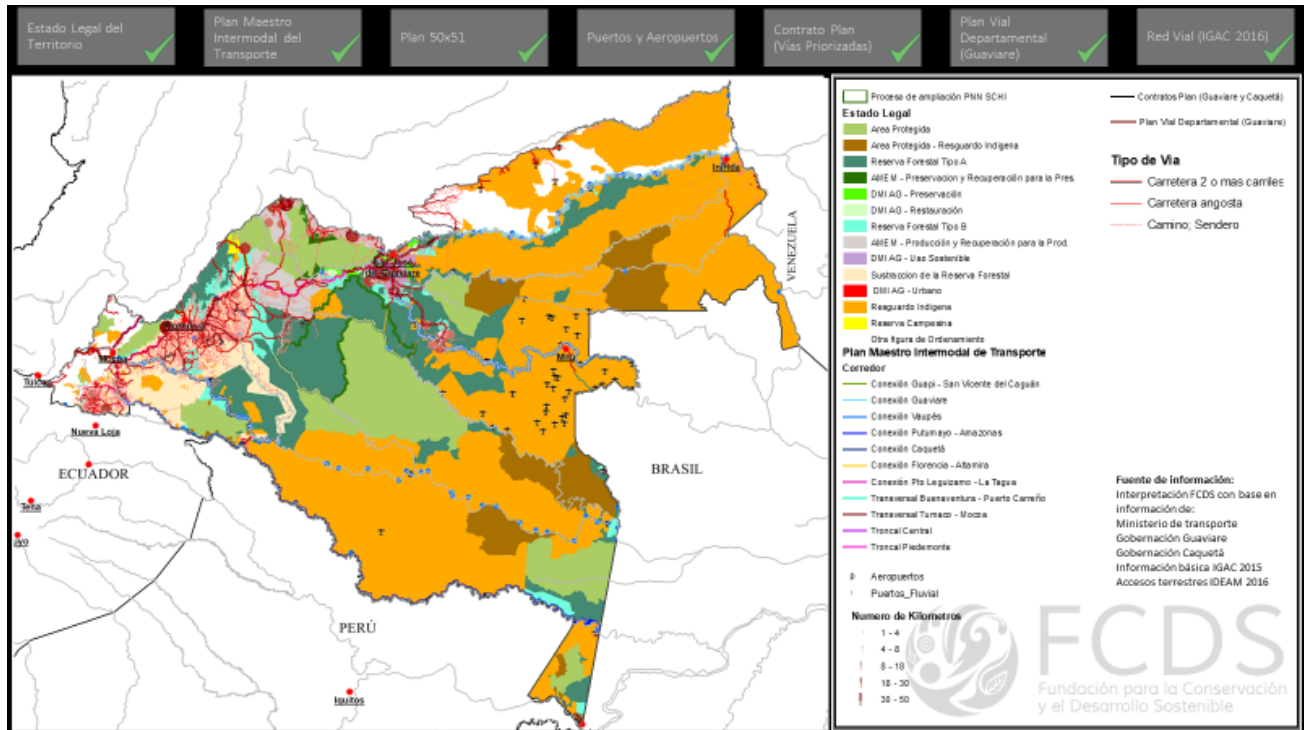 Estado Legal del
Territorio
Plan Maestro
Intermodal del
Transporte
Plan 50x51
Puertos y Aeropuertos
Contrato Plan
(Vías Priorizadas)
Plan Vial
Departamental
(Guaviare)
Red Vial (IGAC 2016)
Inírida
VENEZUELA
Mitú
Mocoa
Tulcán
Nueva Loja
ECUADOR
Tena
BRASIL
PERÚ
Iquitos
Proceso de ampliación PNN SCHI
Estado Legal
Area Protegida
Area Protegida - Resguardo Indigena
Reserva Forestal Tipo A
AMEM - Preservacion y Recuperación para la Pres.
DMI AG - Preservación
DMI AG - Restauración
Reserva Forestal Tipo B
AMEM - Producción y Recuperación para la Prod.
DMI AG - Uso Sostenible
Sustraccion de la Reserva Forestal
DMI AG - Urbano
Resguardo Indigena
Reserva Campesina
Otra figura de Ordenamiento
Plan Maestro Intermodal de Transporte
Corredor
Conexión Guapi - San Vicente del Caguán
Conexión Guaviare
Conexión Vaupés
Conexión Putumayo - Amazonas
Conexión Caquetá
Conexión Florencia - Altamira
Conexión Pto Leguizamo - La Tagua
Transversal Buenaventura - Puerto Carreño
Transversal Tumaco - Mocoa
Troncal Central
Troncal Piedemonte
Aeropuertos
Puertos_Fluvial
Numero de Kilometros
1 - 4
4 - 8
8 - 18
18 - 30
30 - 50
Contratos Plan (Guaviare y Caquetá)
Plan Vial Departamental (Guaviare)
Tipo de Via
Carretera 2 o mas carriles
Carretera angosta
Camino; Sendero
Fuente de información:
Interpretación FCDS con base en
información de:
Ministerio de transporte
Gobernación Guaviare
Gobernación Caquetá
Información básica IGAC 2015
Accesos terrestres IDEAM 2016
FCDS
Fundación para la Conservación
y el Desarrollo Sostenible